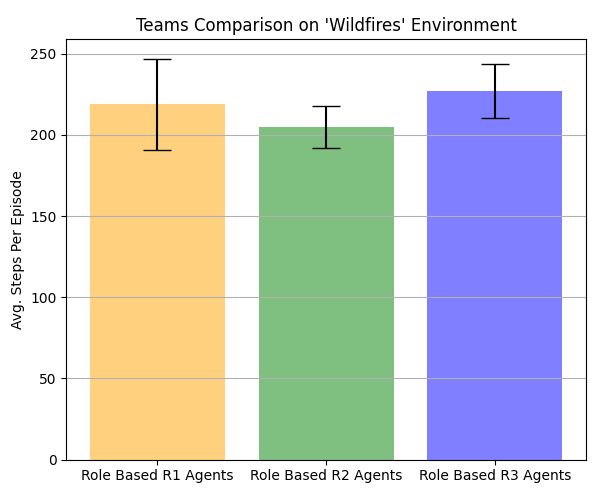 Teams Comparison on 'Wildfires' Environment
250
200
150
100
50
0
Avg. Steps Per Episode
Role Based R1 Agents
Role Based R2 Agents
Role Based R3 Agents